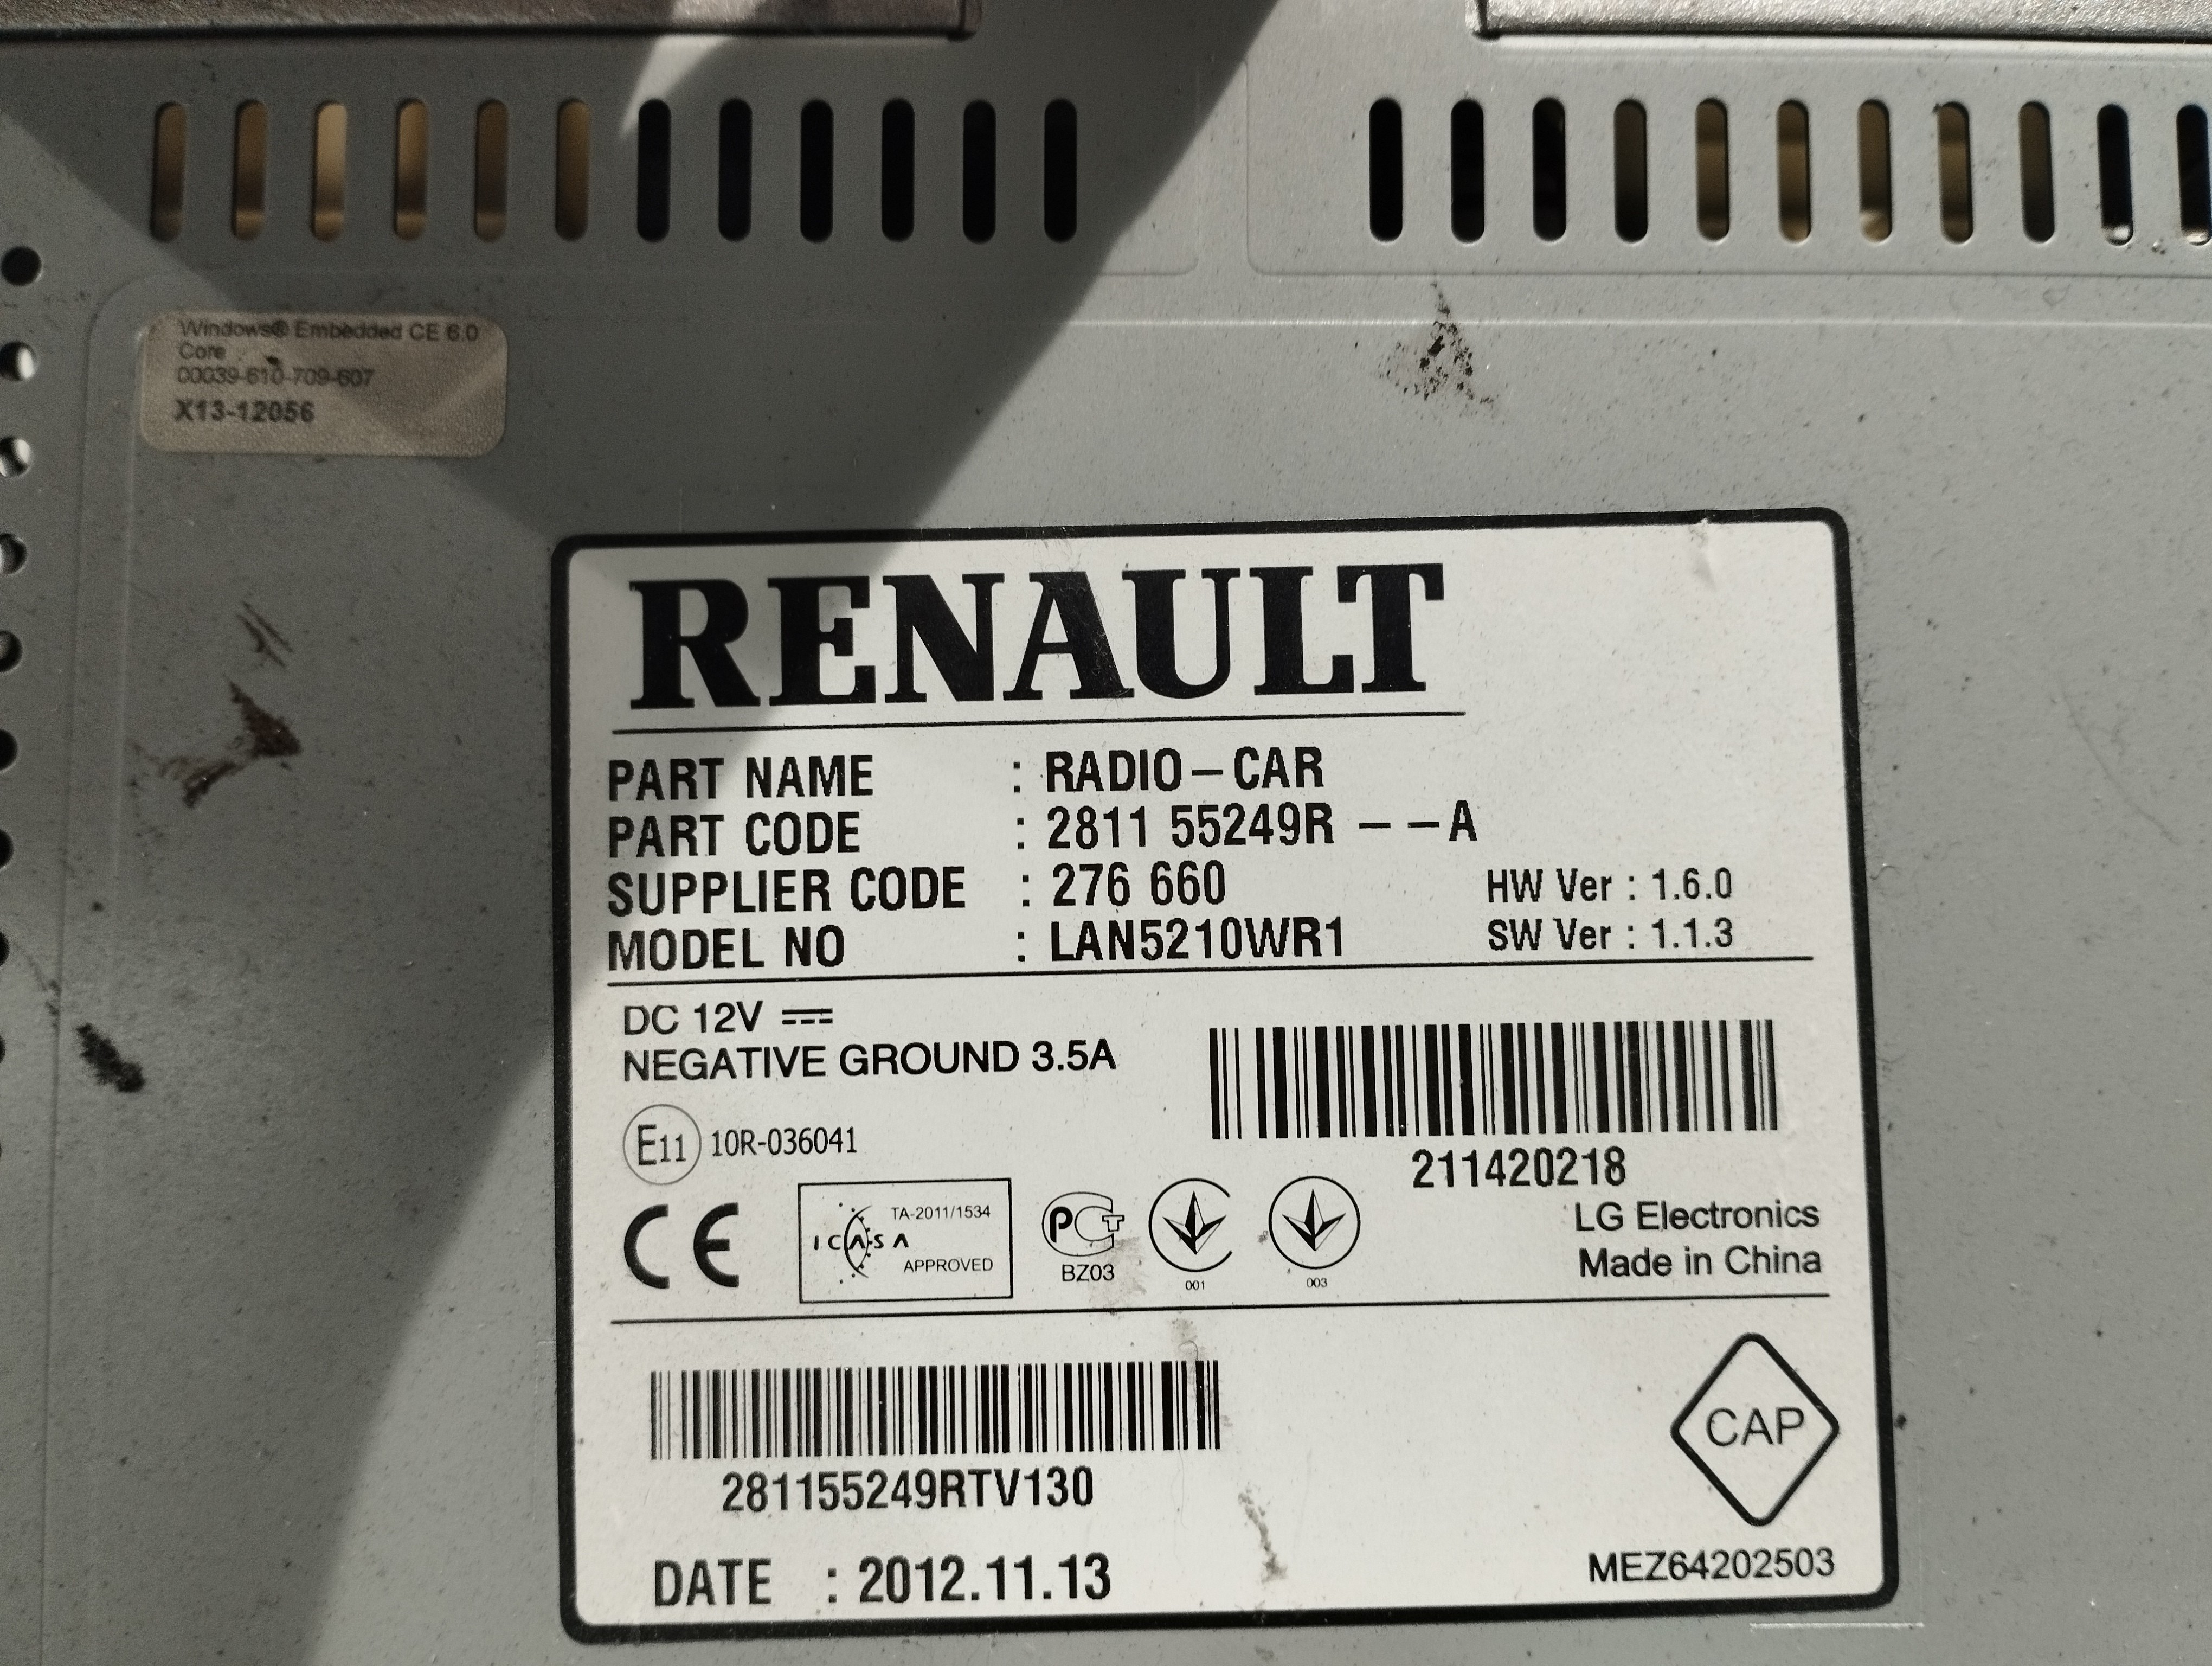 Windows® Embedded CE 6.0
Core
00039-610-709-607
X13-12056
RENAULT
PART NAME : RADIO-CAR
PART CODE : 2811 55249R - -A
SUPPLIER CODE : 276 660 HW Ver : 1.6.0
MODEL NO : LAN5210WR1 SW Ver : 1.1.3
DC 12V
NEGATIVE GROUND 3.5A
E11 10R-036041
211420218
LG Electronics
Made in China
CE
TA-2011/1534
ICASA
APPROVED
РСТ
BZ03
001
003
281155249RTV130
CAP
DATE : 2012.11.13
MEZ64202503